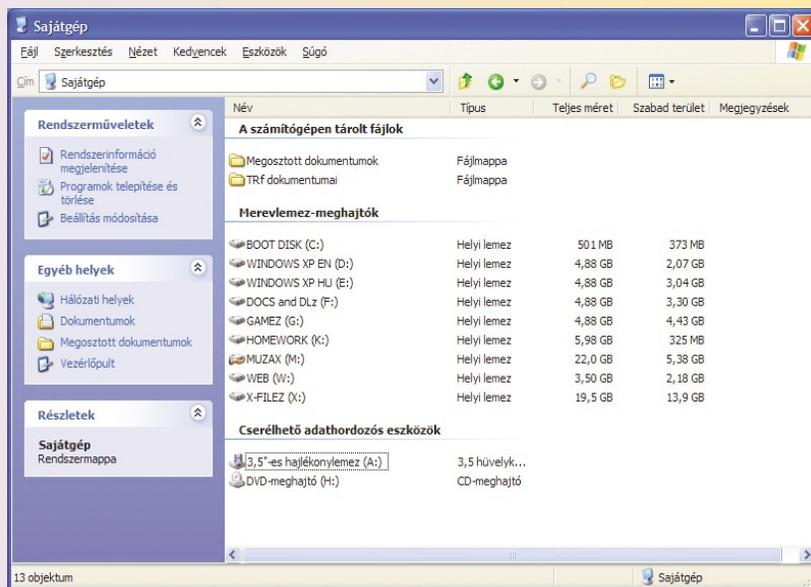 Sajátgép
Fájl Szerkesztés Nézet Kedvencek Eszközök Súgó
Cím Sajátgép
Rendszerműveletek
Rendszerinformáció
megjelenítése
Programok telepítése és
törlése
Beállítás módosítása
Egyéb helyek
Hálózati helyek
Dokumentumok
Megosztott dokumentumok
Vezérlőpult
Részletek
Sajátgép
Rendszermappa
Név Típus Teljes méret Szabad terület Megjegyzések
A számítógépen tárolt fájlok
Megosztott dokumentumok Fájlmappa
TRf dokumentumai Fájlmappa
Merevlemez-meghajtók
BOOT DISK (C:) Helyi lemez 501 MB 373 MB
WINDOWS XP EN (D:) Helyi lemez 4,88 GB 2,07 GB
WINDOWS XP HU (E:) Helyi lemez 4,88 GB 3,04 GB
DOCS and DLz (F:) Helyi lemez 4,88 GB 3,30 GB
GAMEZ (G:) Helyi lemez 4,88 GB 4,43 GB
HOMEWORK (K:) Helyi lemez 5,98 GB 325 MB
MUZAX (M:) Helyi lemez 22,0 GB 5,38 GB
WEB (W:) Helyi lemez 3,50 GB 2,18 GB
X-FILEZ (X:) Helyi lemez 19,5 GB 13,9 GB
Cserélhető adathordozós eszközök
3,5"-es hajlékonylemez (A:) 3,5 hüvelyk...
DVD-meghajtó (H:) CD-meghajtó
13 objektum Sajátgép